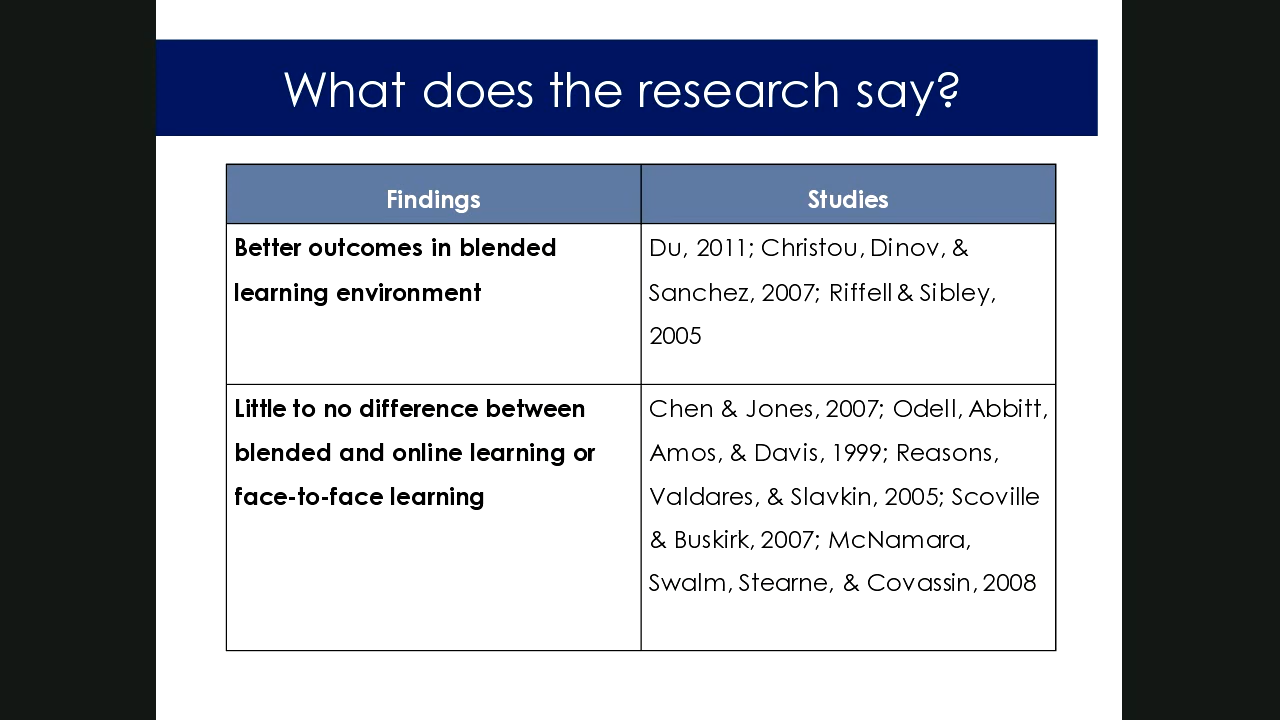 What does the research say?
Findings
Studies
Better outcomes in blended
learning environment
Du, 2011; Christou, Dinov, &
Sanchez, 2007; Riffell & Sibley,
2005
Little to no difference between
blended and online learning or
face-to-face learning
Chen & Jones, 2007; Odell, Abbitt,
Amos, & Davis, 1999; Reasons,
Valdares, & Slavkin, 2005; Scoville
& Buskirk, 2007; McNamara,
Swalm, Stearne, & Covassin, 2008